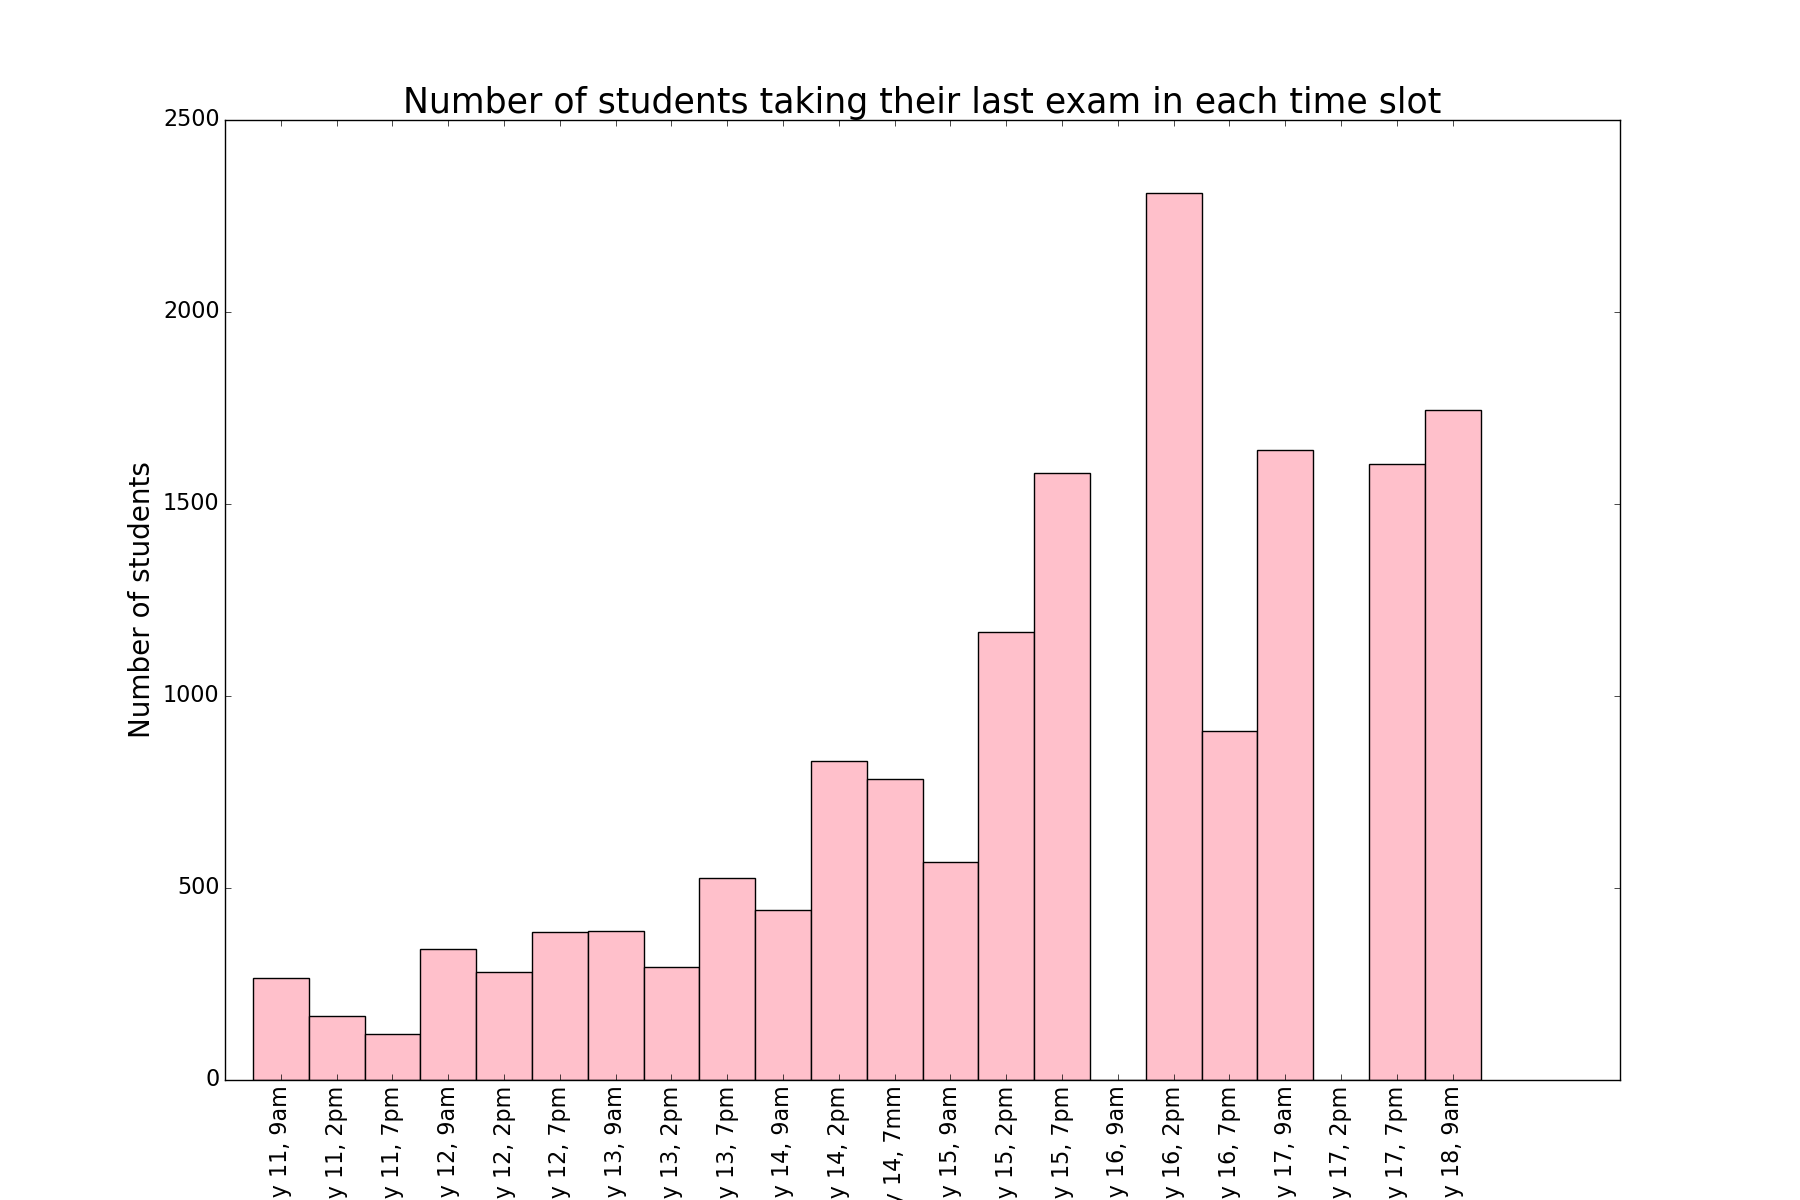 Number of students taking their last exam in each time slot
2500
2000
1500
1000
500
0
Number of students
y 11, 9am
y 11, 2pm
y 11, 7pm
y 12, 9am
y 12, 2pm
y 12, 7pm
y 13, 9am
y 13, 2pm
y 13, 7pm
y 14, 9am
y 14, 2pm
y 14, 7mm
y 15, 9am
y 15, 2pm
y 15, 7pm
y 16, 9am
y 16, 2pm
y 16, 7pm
y 17, 9am
y 17, 2pm
y 17, 7pm
y 18, 9am